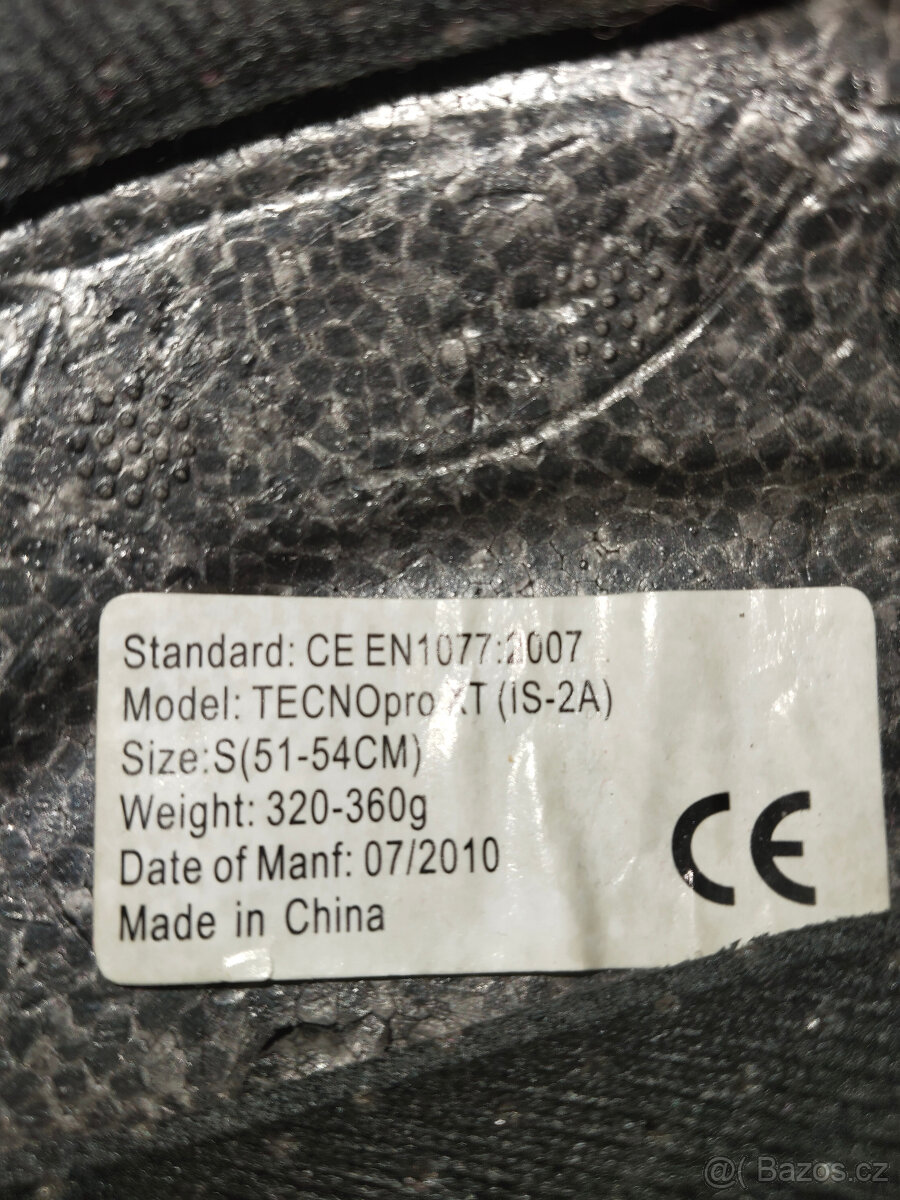 Standard: CE EN1077:2007
Model: TECNOpro XT (IS-2A)
Size:S(51-54CM)
Weight: 320-360g
Date of Manf: 07/2010
Made in China
CE
@( Bazos.cz